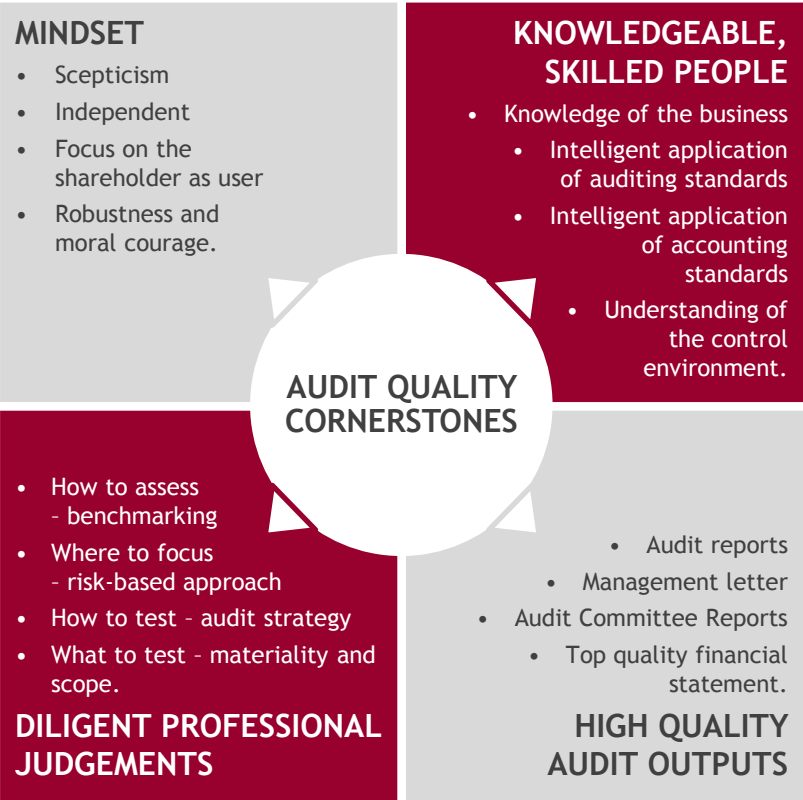 MINDSET
• Scepticism
• Independent
• Focus on the
shareholder as user
• Robustness and
moral courage.
KNOWLEDGEABLE,
SKILLED PEOPLE
• Knowledge of the business
• Intelligent application
of auditing standards
• Intelligent application
of accounting
standards
• Understanding of
the control
environment.
AUDIT QUALITY
CORNERSTONES
• How to assess
– benchmarking
• Where to focus
– risk-based approach
• How to test – audit strategy
• What to test – materiality and
scope.
DILIGENT PROFESSIONAL
JUDGEMENTS
• Audit reports
• Management letter
• Audit Committee Reports
• Top quality financial
statement.
HIGH QUALITY
AUDIT OUTPUTS